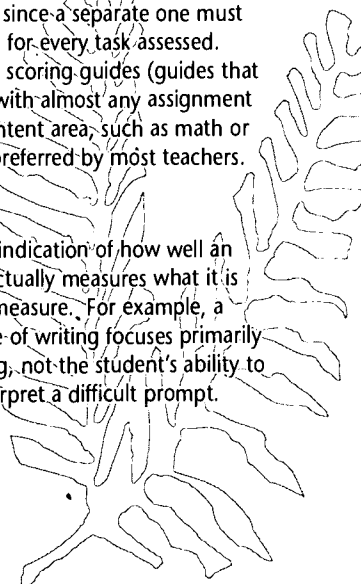 since a separate one must
for every task assessed.
scoring guides (guides that
with almost any assignment
ntent area, such as math or
preferred by most teachers.
indication of how well an
ctually measures what it is
measure. For example, a
e of writing focuses primarily
g, not the student's ability to
rpret a difficult prompt.